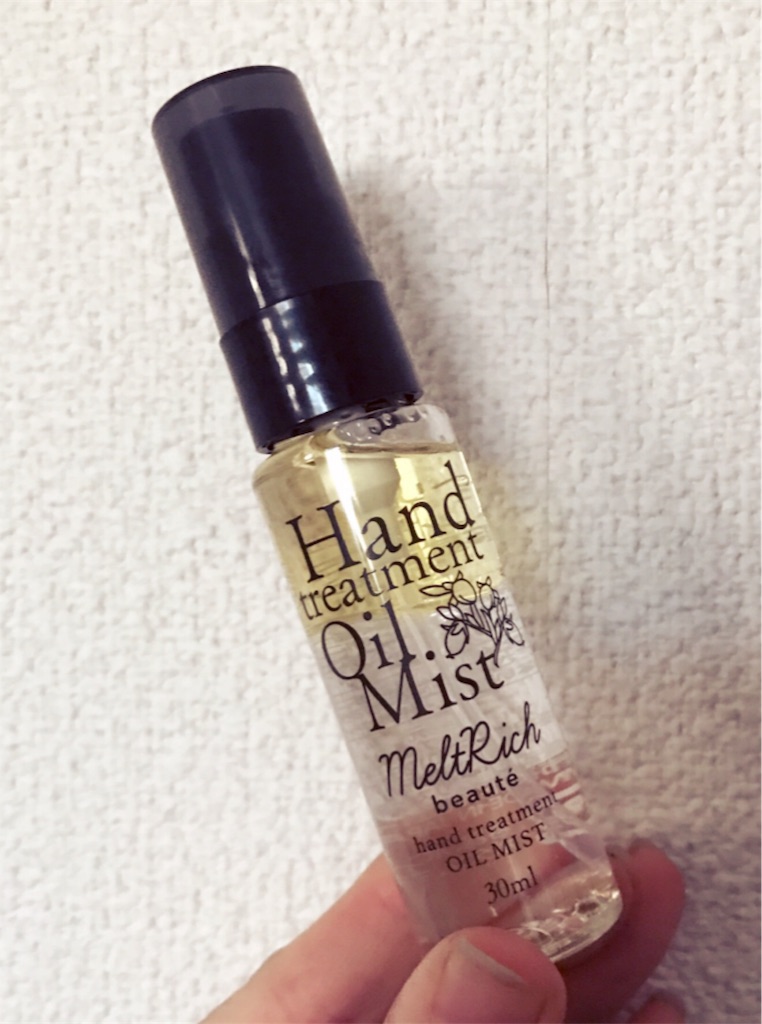 Hand
treatment
Oil.
Mist
MeltRich
beauté
hand treatment
OIL MIST
30ml